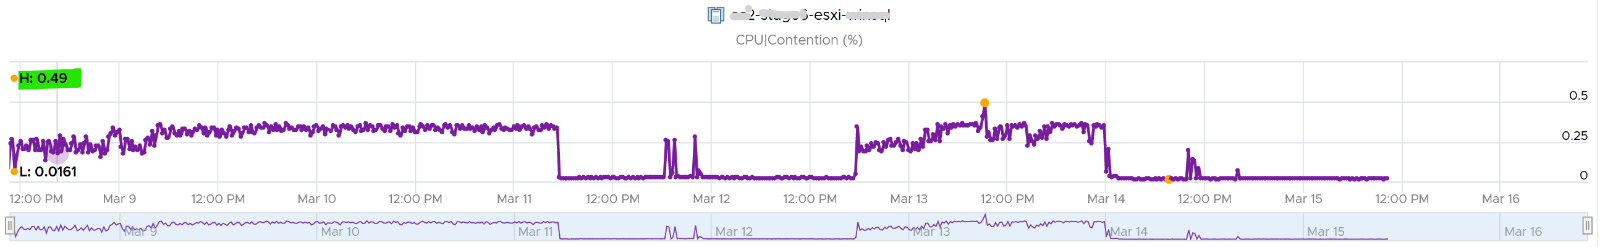 -esxi-
CPU|Contention (%)
H: 0.49
0.5
0.25
L: 0.0161
0
12:00 PM Mar 9 12:00 PM Mar 10 12:00 PM Mar 11 12:00 PM Mar 12 12:00 PM Mar 13 12:00 PM Mar 14 12:00 PM Mar 15 12:00 PM Mar 16
Mar 9 Mar 10 Mar 11 Mar 12 Mar 13 Mar 14 Mar 15 Mar 16